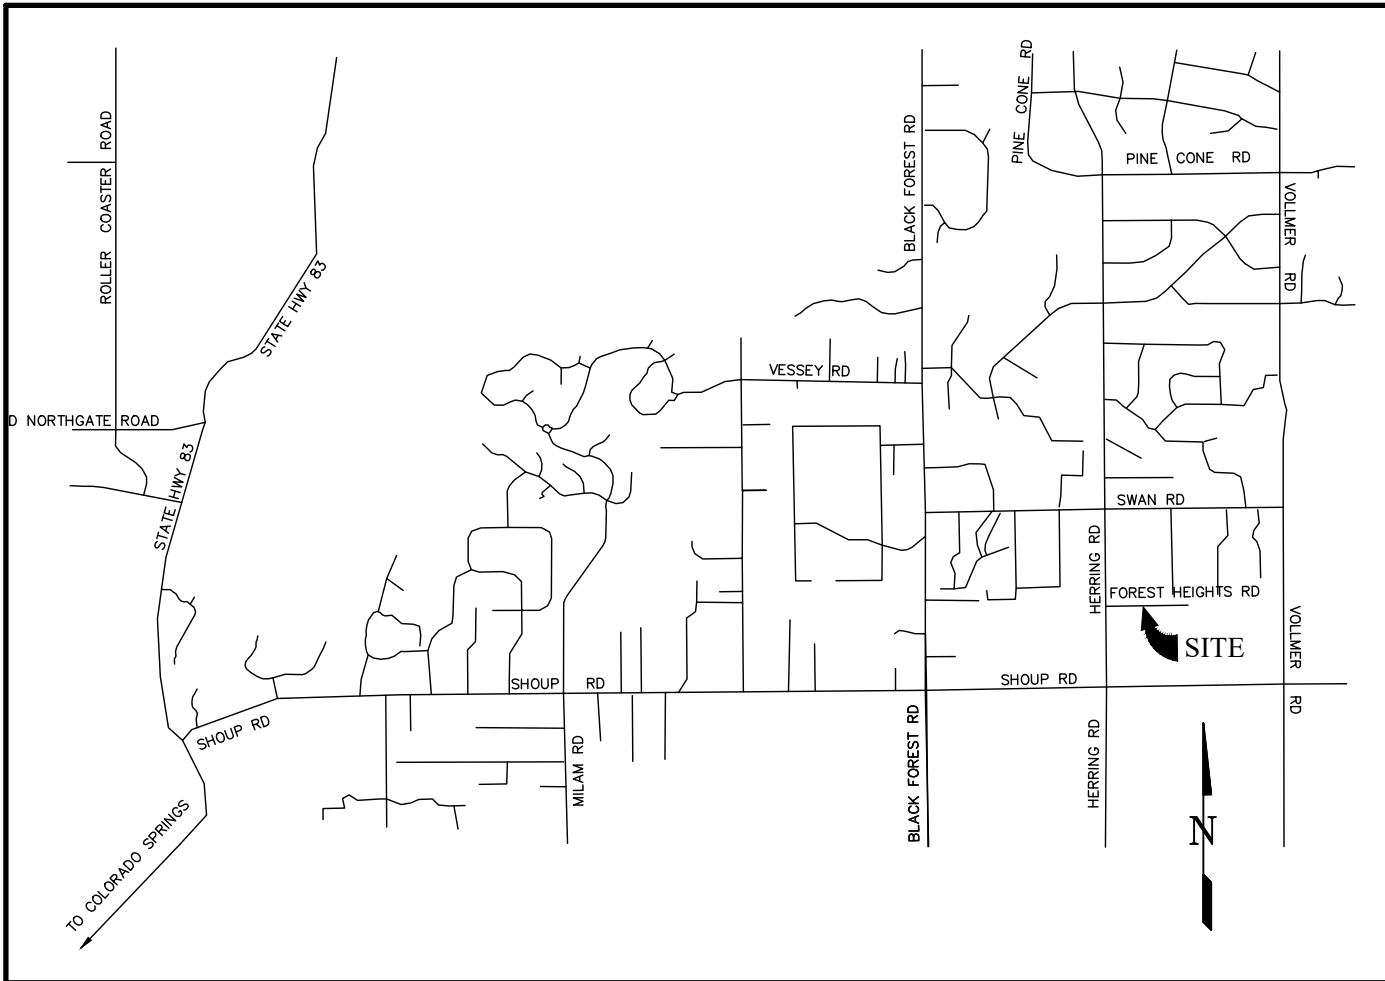 PINE CONE RD
ROLLER COASTER ROAD
BLACK FOREST RD
PINE CONE RD
VOLLMER RD
STATE HWY 83
VESSEY RD
D NORTHGATE ROAD
STATE HWY 83
SWAN RD
HERRING RD
FOREST HEIGHTS RD
SITE
VOLLMER RD
SHOUP RD
SHOUP RD
SHOUP RD
MILAM RD
BLACK FOREST RD
HERRING RD
TO COLORADO SPRINGS
N